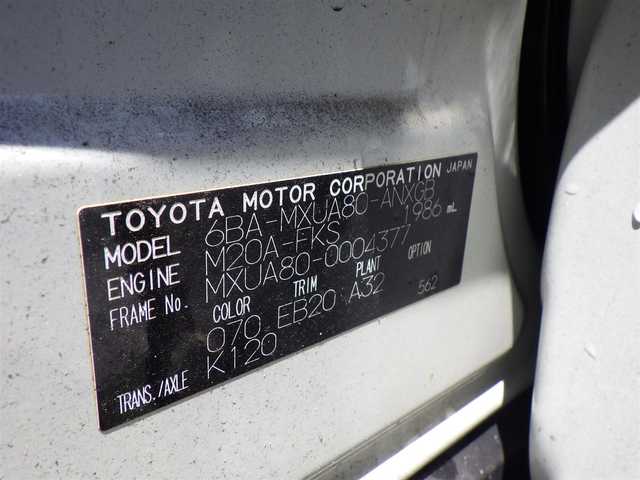 TOYOTA MOTOR CORPORATION JAPAN
MODEL 6BA-MXUA80-ANXGB
ENGINE M20A-FKS 1986 mL
FRAME No. MXUA80-0004377
COLOR TRIM PLANT OPTION
070 EB20 A32 562
TRANS./AXLE K120